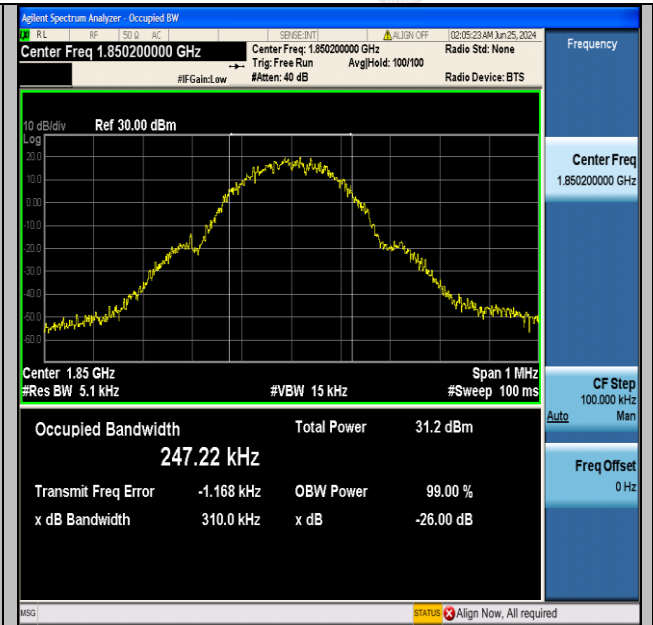 Agilent Spectrum Analyzer - Occupied BW
LXI RL RF 50 Ω AC SENSE:INT ALIGN OFF 02:05:23 AM Jun 25, 2024
Center Freq 1.850200000 GHz
Center Freq: 1.850200000 GHz
Radio Std: None
Trig: Free Run Avg|Hold: 100/100
#IFGain:Low #Atten: 40 dB Radio Device: BTS
Frequency
10 dB/div Ref 30.00 dBm
Log
20.0
10.0
0.00
-10.0
-20.0
-30.0
-40.0
-50.0
-60.0
Center 1.85 GHz Span 1 MHz
#Res BW 5.1 kHz #VBW 15 kHz #Sweep 100 ms
Occupied Bandwidth Total Power 31.2 dBm
247.22 kHz
Transmit Freq Error -1.168 kHz OBW Power 99.00 %
x dB Bandwidth 310.0 kHz x dB -26.00 dB
Center Freq
1.850200000 GHz
CF Step
100.000 kHz
Auto Man
Freq Offset
0 Hz
MSG STATUS Align Now, All required